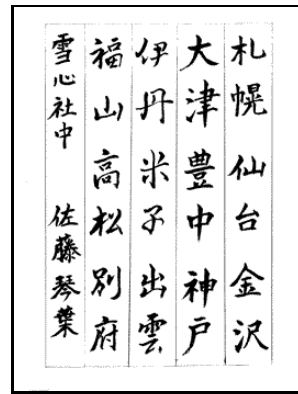 札幌仙台金沢
大津豊中神戸
伊丹米子出雲
福山高松別府
雪心社中 佐藤琴葉